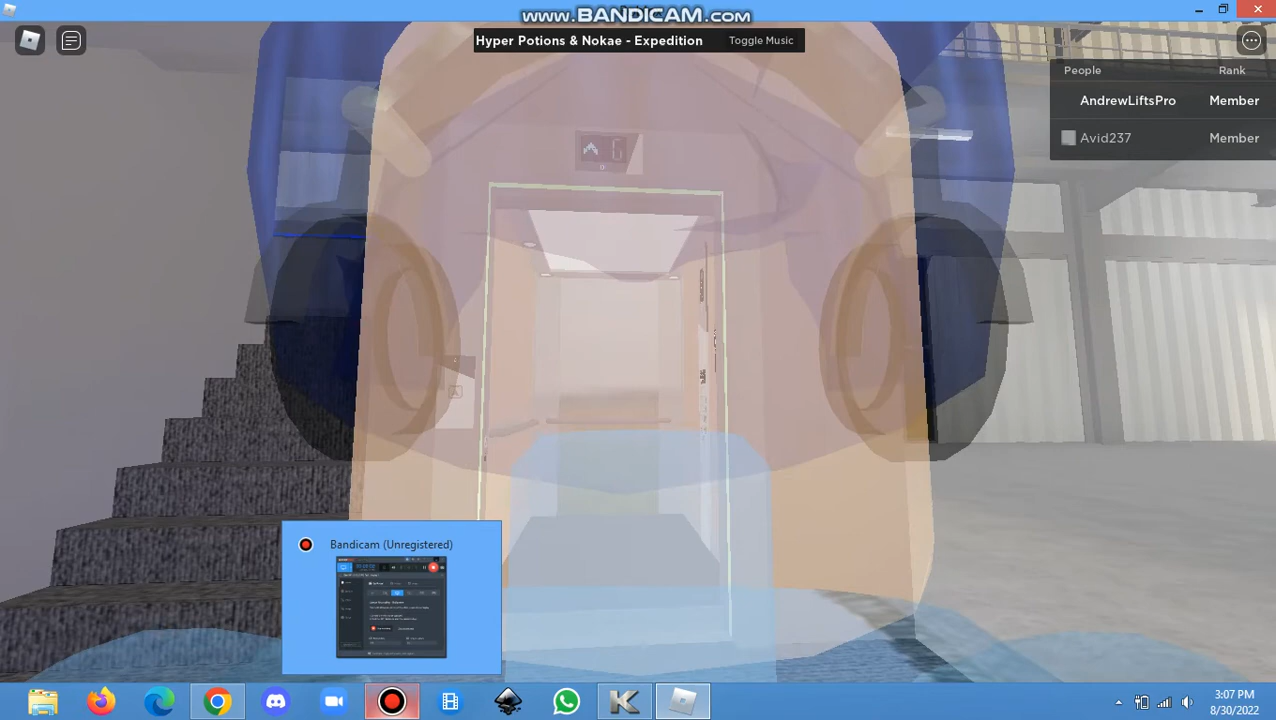 www.BANDICAM.com
Hyper Potions & Nokae - Expedition Toggle Music
People Rank
AndrewLiftsPro Member
Avid237 Member
Bandicam (Unregistered)
3:07 PM
8/30/2022